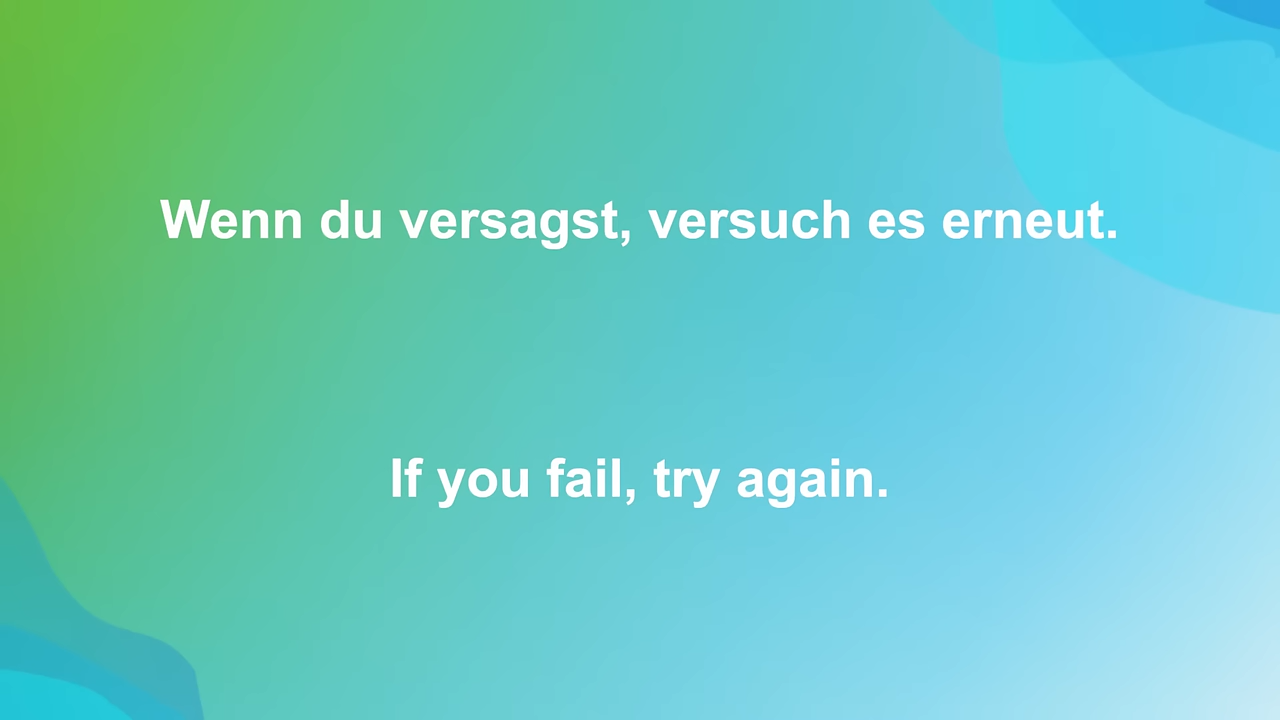 Wenn du versagst, versuch es erneut.
If you fail, try again.